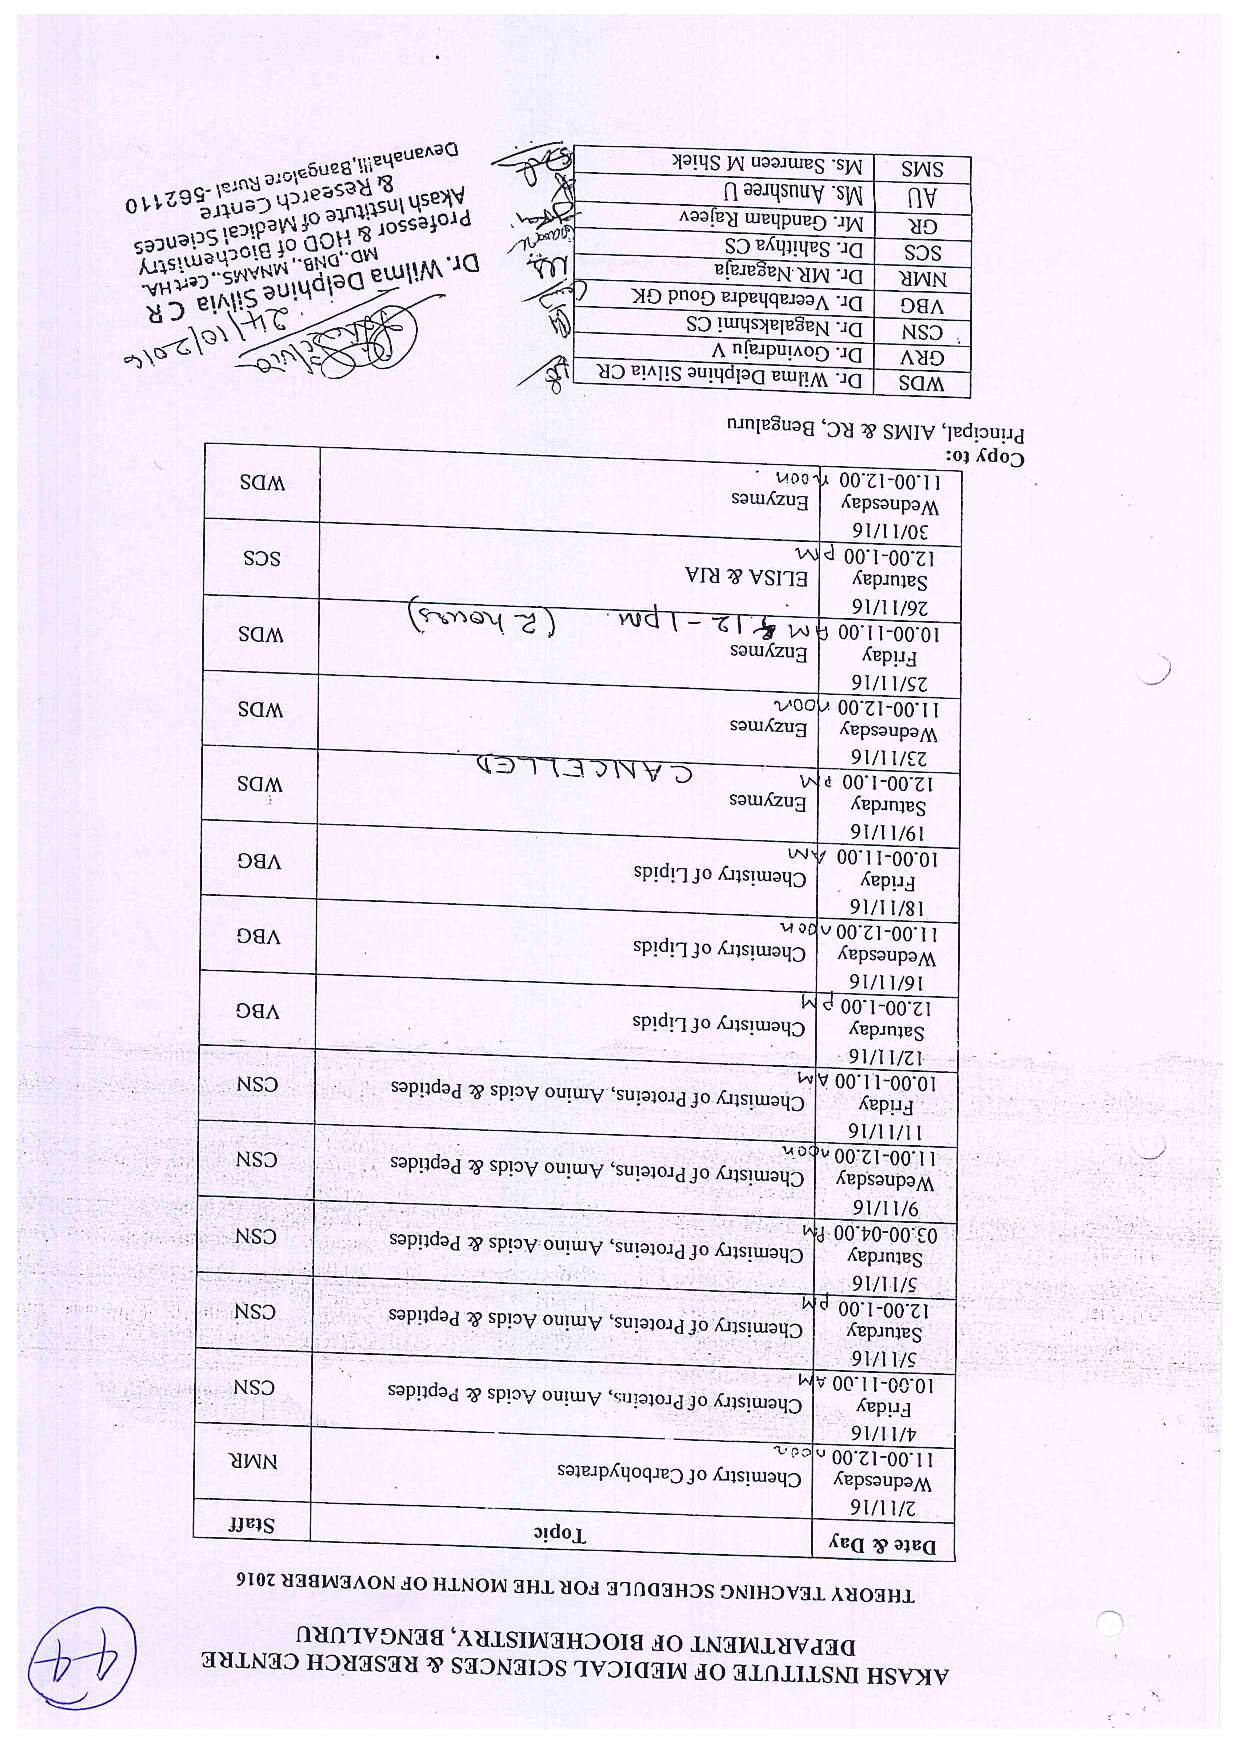 44
AKASH INSTITUTE OF MEDICAL SCIENCES & RESERCH CENTRE
DEPARTMENT OF BIOCHEMISTRY, BENGALURU
THEORY TEACHING SCHEDULE FOR THE MONTH OF NOVEMBER 2016
Date & Day Topic Staff
2/11/16
Wednesday Chemistry of Carbohydrates NMR
11.00-12.00 noon
4/11/16
Friday Chemistry of Proteins, Amino Acids & Peptides CSN
10.00-11.00 AM
5/11/16
Saturday Chemistry of Proteins, Amino Acids & Peptides CSN
12.00-1.00 PM
5/11/16
Saturday Chemistry of Proteins, Amino Acids & Peptides CSN
03.00-04.00 PM
9/11/16
Wednesday Chemistry of Proteins, Amino Acids & Peptides CSN
11.00-12.00 noon
11/11/16
Friday Chemistry of Proteins, Amino Acids & Peptides CSN
10.00-11.00 AM
12/11/16
Saturday Chemistry of Lipids VBG
12.00-1.00 PM
16/11/16
Wednesday Chemistry of Lipids VBG
11.00-12.00 noon
18/11/16
Friday Chemistry of Lipids VBG
10.00-11.00 AM
19/11/16
Saturday Enzymes WDS
12.00-1.00 PM CANCELLED
23/11/16
Wednesday Enzymes WDS
11.00-12.00 noon
25/11/16
Friday Enzymes WDS
10.00-11.00 AM & 12-1pm (2 hours)
26/11/16
Saturday ELISA & RIA SCS
12.00-1.00 PM
30/11/16
Wednesday Enzymes WDS
11.00-12.00 noon
Copy to:
Principal, AIMS & RC, Bengaluru
WDS Dr. Wilma Delphine Silvia CR
GRV Dr. Govindraju V
CSN Dr. Nagalakshmi CS
VBG Dr. Veerabhadra Goud GK
NMR Dr. MR Nagaraja
SCS Dr. Sahithya CS
GR Mr. Gandham Rajeev
AU Ms. Anushree U
SMS Ms. Samreen M Shiek
24/10/2016
Dr. Wilma Delphine Silvia CR
MD., DNB., MNAMS., Cert HA.
Professor & HOD of Biochemistry
Akash Institute of Medical Sciences
& Research Centre
Devanahalli, Bangalore Rural -562110